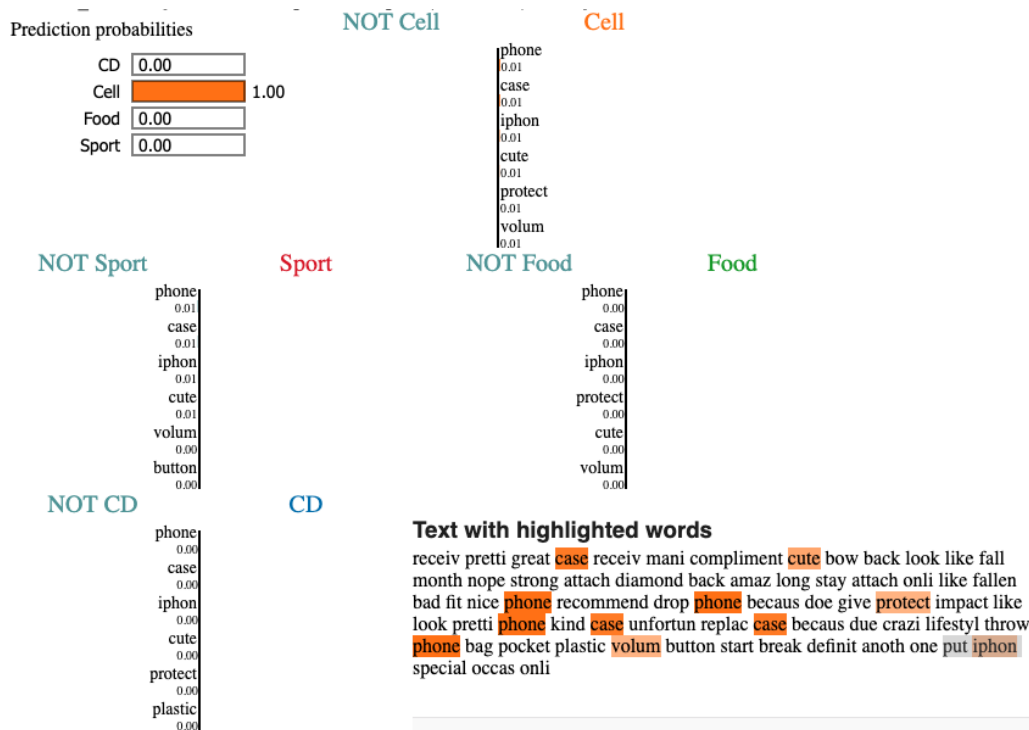 Prediction probabilities
CD 0.00
Cell 1.00
Food 0.00
Sport 0.00
NOT Cell Cell
phone
0.01
case
0.01
iphon
0.01
cute
0.01
protect
0.01
volum
0.01
NOT Sport Sport
phone
0.01
case
0.01
iphon
0.01
cute
0.01
volum
0.00
button
0.00
NOT Food Food
phone
0.00
case
0.00
iphon
0.00
protect
0.00
cute
0.00
volum
0.00
NOT CD CD
phone
0.00
case
0.00
iphon
0.00
cute
0.00
protect
0.00
plastic
0.00
Text with highlighted words
receiv pretti great case receiv mani compliment cute bow back look like fall
month nope strong attach diamond back amaz long stay attach onli like fallen
bad fit nice phone recommend drop phone becaus doe give protect impact like
look pretti phone kind case unfortun replac case becaus due crazi lifestyl throw
phone bag pocket plastic volum button start break definit anoth one put iphon
special occas onli